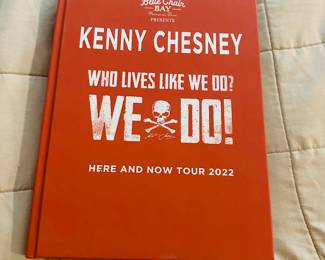 Blue Chair
BAY
PRESENTS
KENNY CHESNEY
WHO LIVES LIKE WE DO?
WE DO!
HERE AND NOW TOUR 2022